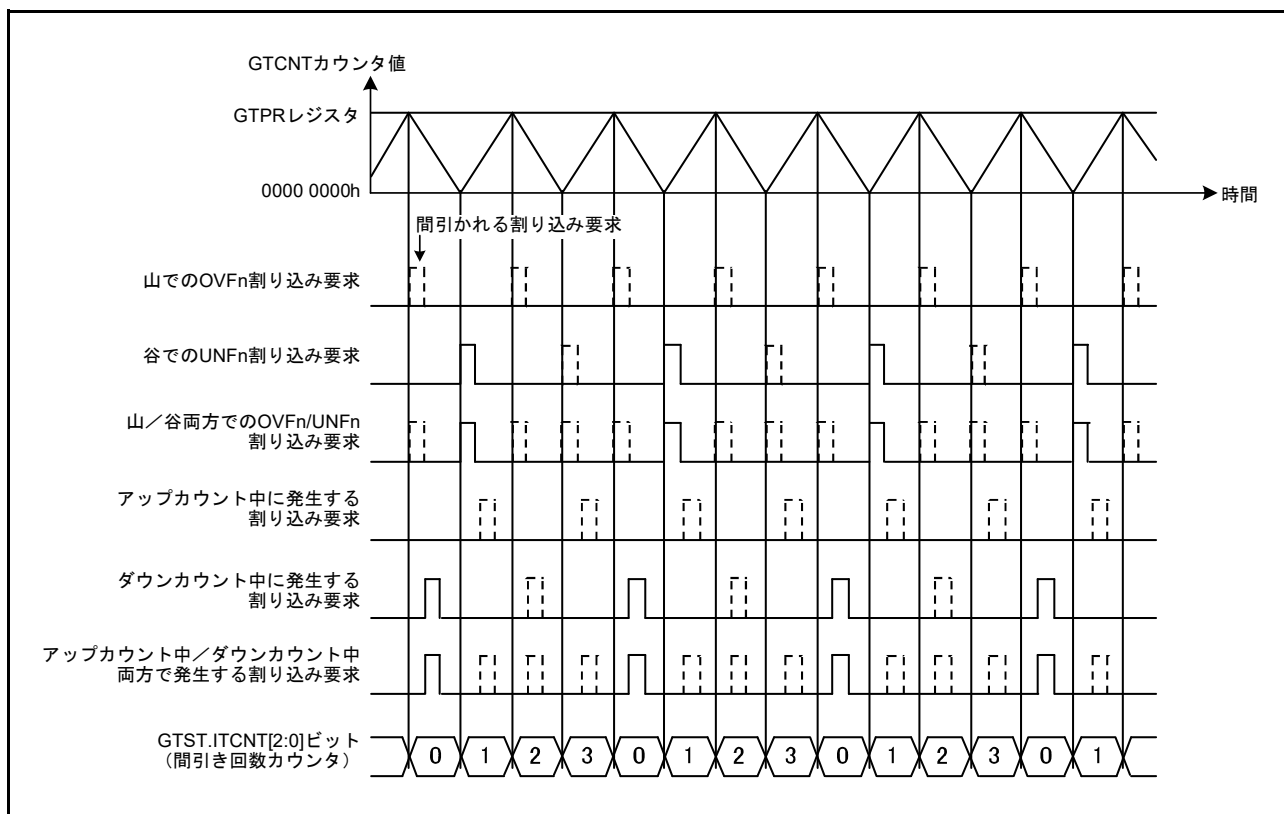 GTCNTカウンタ値
GTPRレジスタ
0000 0000h
時間
間引かれる割り込み要求
山でのOVFn割り込み要求
谷でのUNFn割り込み要求
山／谷両方でのOVFn/UNFn
割り込み要求
アップカウント中に発生する
割り込み要求
ダウンカウント中に発生する
割り込み要求
アップカウント中／ダウンカウント中
両方で発生する割り込み要求
GTST.ITCNT[2:0]ビット
（間引き回数カウンタ）
0 1 2 3 0 1 2 3 0 1 2 3 0 1